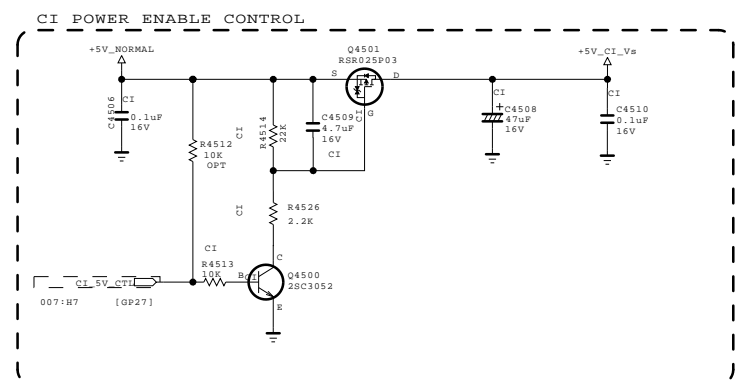 CI POWER ENABLE CONTROL
+5V_NORMAL
Q4501
RSR025P03
+5V_CI_Vs
S
D
G
CI
C4506
CI
0.1uF
16V
R4512
10K
OPT
CI
R4514
22K
C4509
4.7uF
16V
CI
CI
C4508
47uF
16V
+
CI
C4510
0.1uF
16V
CI
R4526
2.2K
CI
R4513
10K
B
CI
C
Q4500
2SC3052
E
CI_5V_CTL
007:H7
[GP27]